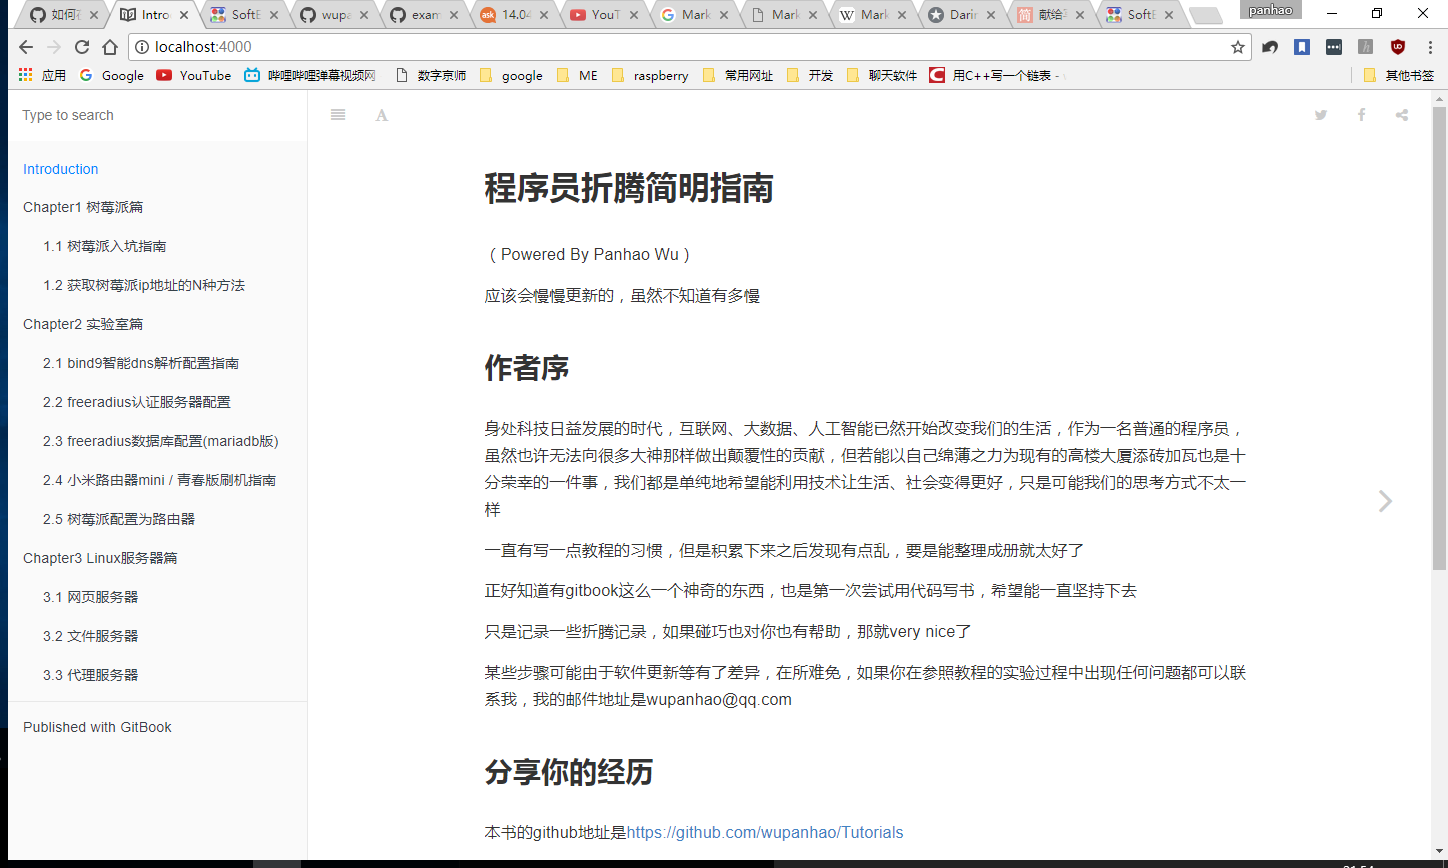 如何在
Intro
SoftE
wupa
exam
14.04
YouT
Mark
Mark
Mark
Darin
献给
SoftE
panhao
localhost:4000
应用
Google
YouTube
哔哩哔哩弹幕视频网
数字京师
google
ME
raspberry
常用网址
开发
聊天软件
用C++写一个链表 -
其他书签
Type to search
A
Introduction
Chapter1 树莓派篇
1.1 树莓派入坑指南
1.2 获取树莓派ip地址的N种方法
Chapter2 实验室篇
2.1 bind9智能dns解析配置指南
2.2 freeradius认证服务器配置
2.3 freeradius数据库配置(mariadb版)
2.4 小米路由器mini / 青春版刷机指南
2.5 树莓派配置为路由器
Chapter3 Linux服务器篇
3.1 网页服务器
3.2 文件服务器
3.3 代理服务器
Published with GitBook
程序员折腾简明指南
（Powered By Panhao Wu）
应该会慢慢更新的，虽然不知道有多慢
作者序
身处科技日益发展的时代，互联网、大数据、人工智能已然开始改变我们的生活，作为一名普通的程序员，
虽然也许无法向很多大神那样做出颠覆性的贡献，但若能以自己绵薄之力为现有的高楼大厦添砖加瓦也是十
分荣幸的一件事，我们都是单纯地希望能利用技术让生活、社会变得更好，只是可能我们的思考方式不太一
样
一直有写一点教程的习惯，但是积累下来之后发现有点乱，要是能整理成册就太好了
正好知道有gitbook这么一个神奇的东西，也是第一次尝试用代码写书，希望能一直坚持下去
只是记录一些折腾记录，如果碰巧也对你也有帮助，那就very nice了
某些步骤可能由于软件更新等有了差异，在所难免，如果你在参照教程的实验过程中出现任何问题都可以联
系我，我的邮件地址是wupanhao@qq.com
分享你的经历
本书的github地址是https://github.com/wupanhao/Tutorials